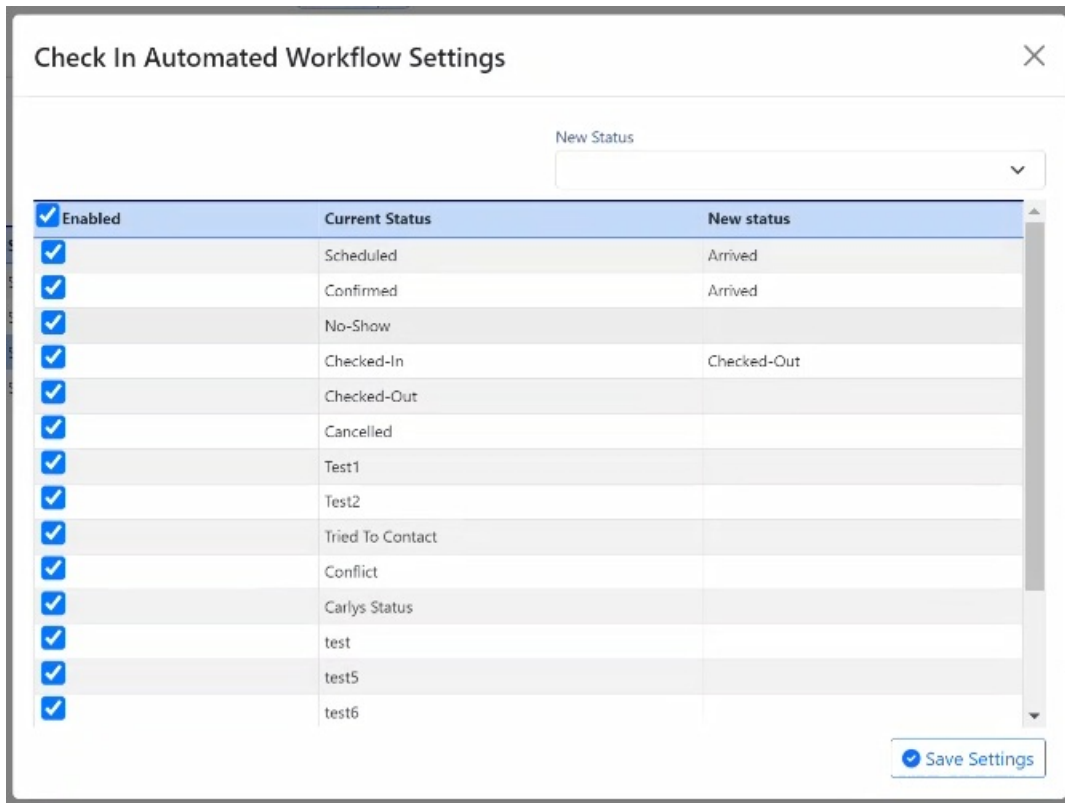 Check In Automated Workflow Settings
New Status
Enabled Current Status New status
Scheduled Arrived
Confirmed Arrived
No-Show
Checked-In Checked-Out
Checked-Out
Cancelled
Test1
Test2
Tried To Contact
Conflict
Carlys Status
test
test5
test6
Save Settings